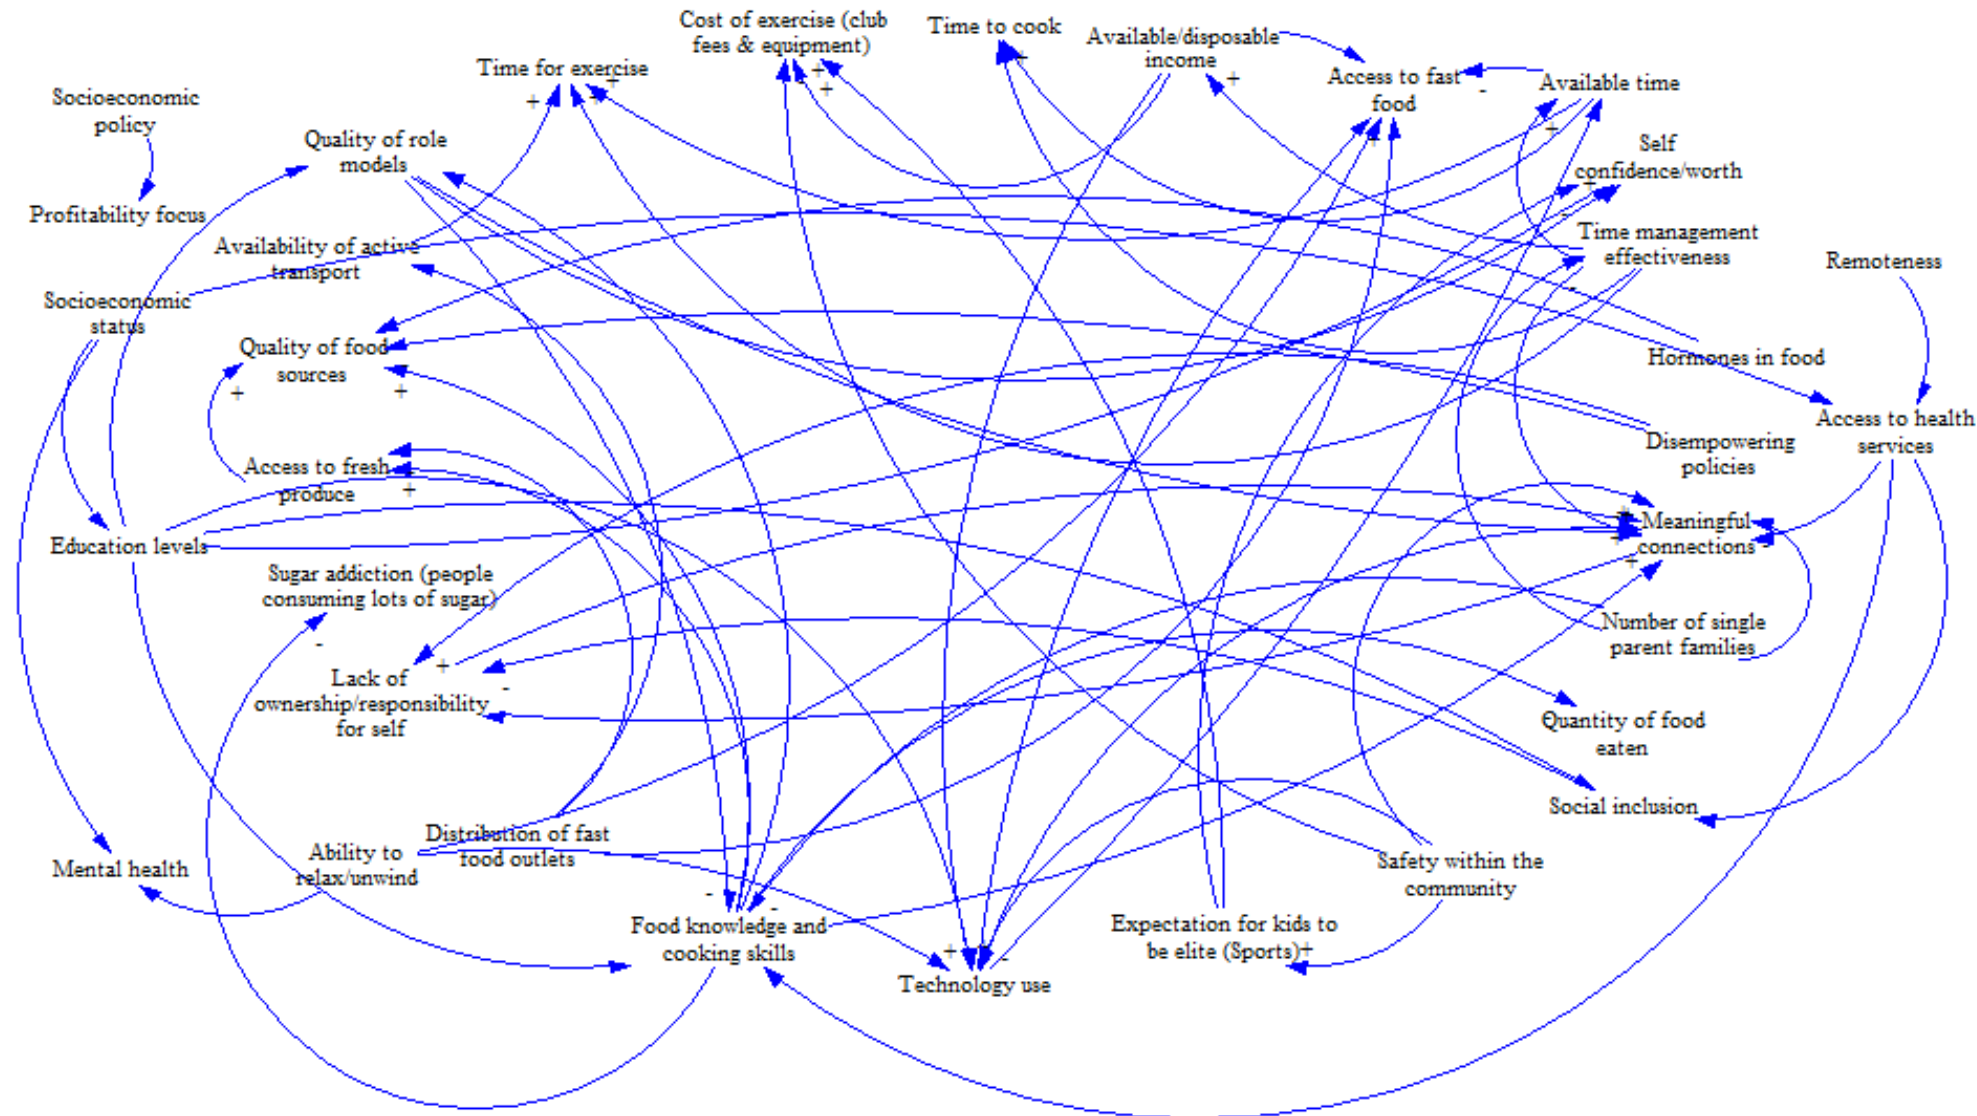 Cost of exercise (club
fees & equipment)
Time to cook
Available/disposable
income
Time for exercise
Access to fast
food
Available time
Socioeconomic
policy
Quality of role
models
Self
confidence/worth
Profitability focus
Availability of active
transport
Time management
effectiveness
Remoteness
Socioeconomic
status
Quality of food
sources
Hormones in food
Access to health
services
Disempowering
policies
Access to fresh
produce
Education levels
Meaningful
connections
Sugar addiction (people
consuming lots of sugar)
Number of single
parent families
Lack of
ownership/responsibility
for self
Quantity of food
eaten
Social inclusion
Distribution of fast
food outlets
Mental health
Ability to
relax/unwind
Safety within the
community
Food knowledge and
cooking skills
Expectation for kids to
be elite (Sports)+
Technology use